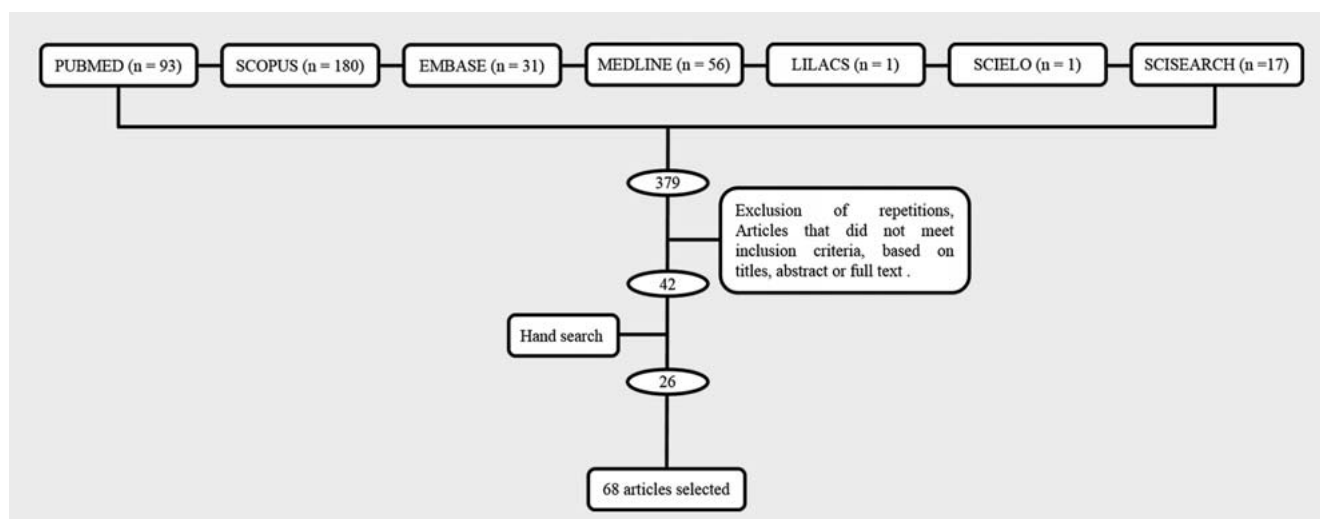 PUBMED (n = 93)
SCOPUS (n = 180)
EMBASE (n = 31)
MEDLINE (n = 56)
LILACS (n = 1)
SCIELO (n = 1)
SCISEARCH (n =17)
379
Exclusion of repetitions,
Articles that did not meet
inclusion criteria, based on
titles, abstract or full text .
42
Hand search
26
68 articles selected